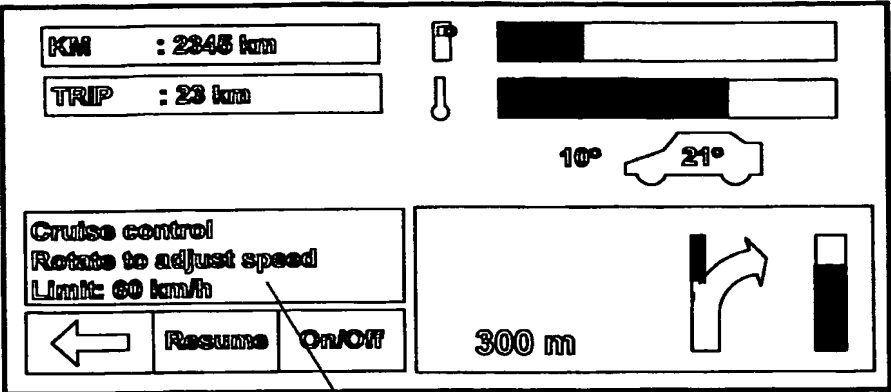 KM : 2345 km
TRIP : 23 km
10° 21°
Cruise control
Rotate to adjust speed
Limit: 60 km/h
Resume On/Off
300 m